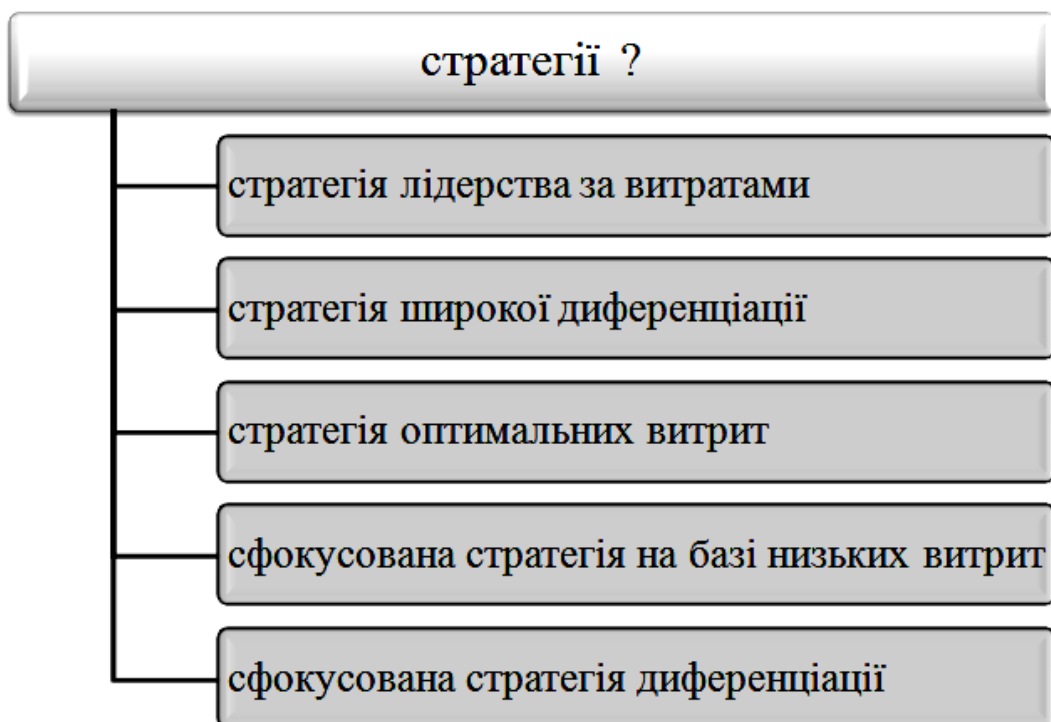 стратегії ?
стратегія лідерства за витратами
стратегія широкої диференціації
стратегія оптимальних витрит
сфокусована стратегія на базі низьких витрит
сфокусована стратегія диференціації